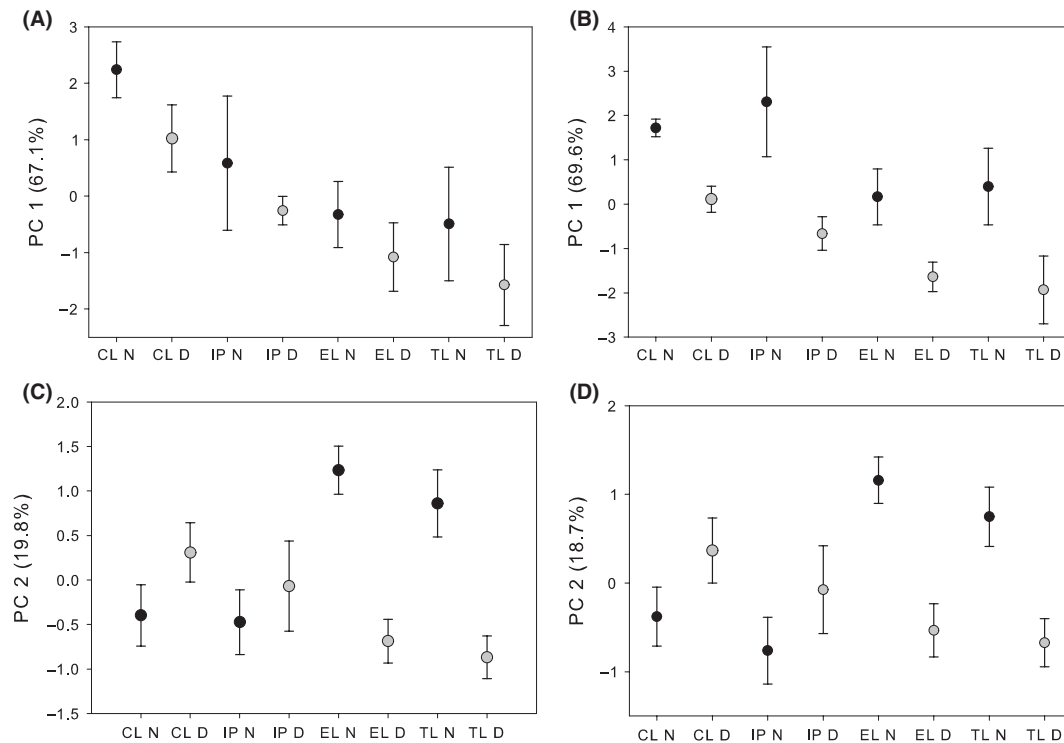 (A)
PC 1 (67.1%)
3
2
1
0
–1
–2
CL N CL D IP N IP D EL N EL D TL N TL D
(B)
PC 1 (69.6%)
4
3
2
1
0
–1
–2
–3
CL N CL D IP N IP D EL N EL D TL N TL D
(C)
PC 2 (19.8%)
2.0
1.5
1.0
0.5
0.0
–0.5
–1.0
–1.5
CL N CL D IP N IP D EL N EL D TL N TL D
(D)
PC 2 (18.7%)
2
1
0
–1
CL N CL D IP N IP D EL N EL D TL N TL D